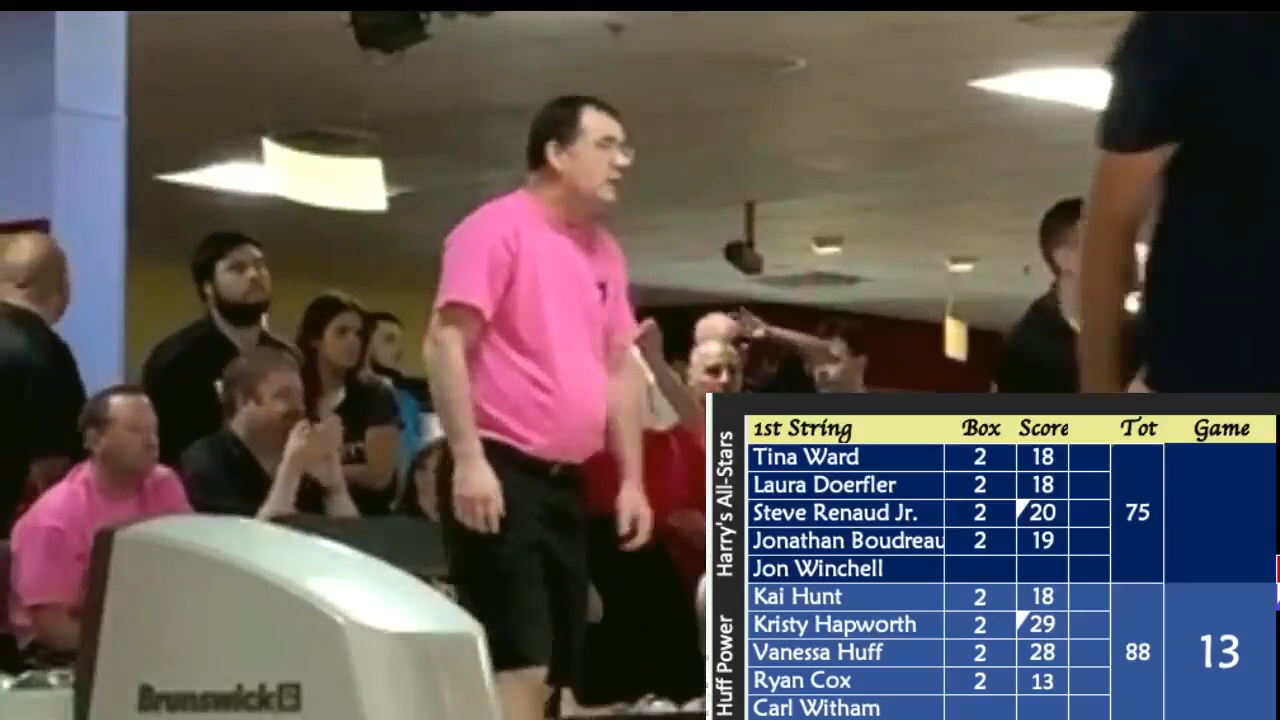 1st String Box Score Tot Game
Harry's All-Stars
Tina Ward 2 18
Laura Doerfler 2 18
Steve Renaud Jr. 2 20 75
Jonathan Boudreau 2 19
Jon Winchell
Huff Power
Kai Hunt 2 18
Kristy Hapworth 2 29
Vanessa Huff 2 28 88 13
Ryan Cox 2 13
Carl Witham
Brunswick